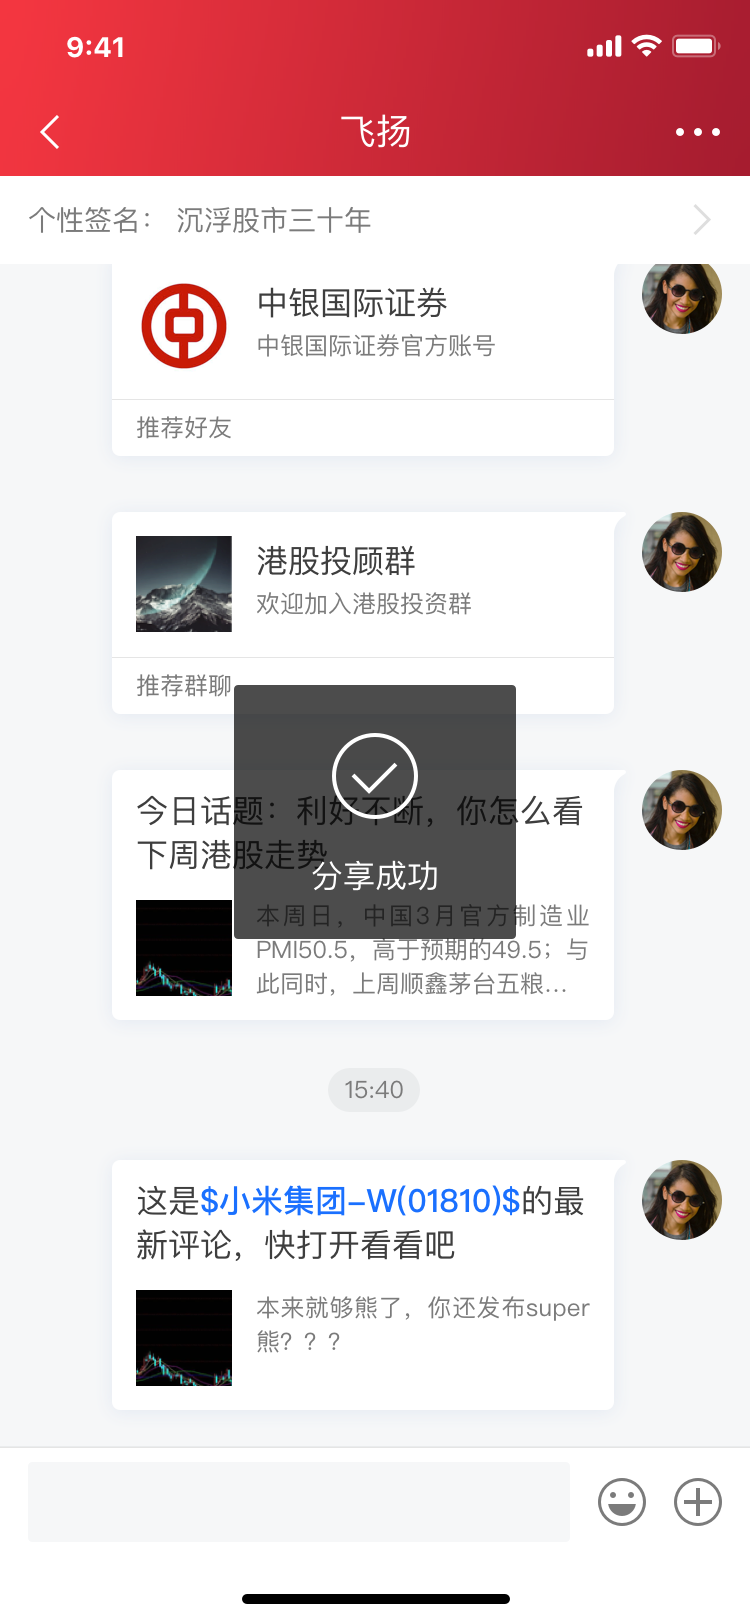 9:41
飞扬
个性签名： 沉浮股市三十年
中银国际证券
中银国际证券官方账号
推荐好友
港股投顾群
欢迎加入港股投资群
推荐群聊
今日话题：利好不断，你怎么看
下周港股走势
分享成功
本周日，中国3月官方制造业
PMI50.5，高于预期的49.5；与
此同时，上周顺鑫茅台五粮...
15:40
这是$小米集团-W(01810)$的最
新评论，快打开看看吧
本来就够熊了，你还发布super
熊？？？